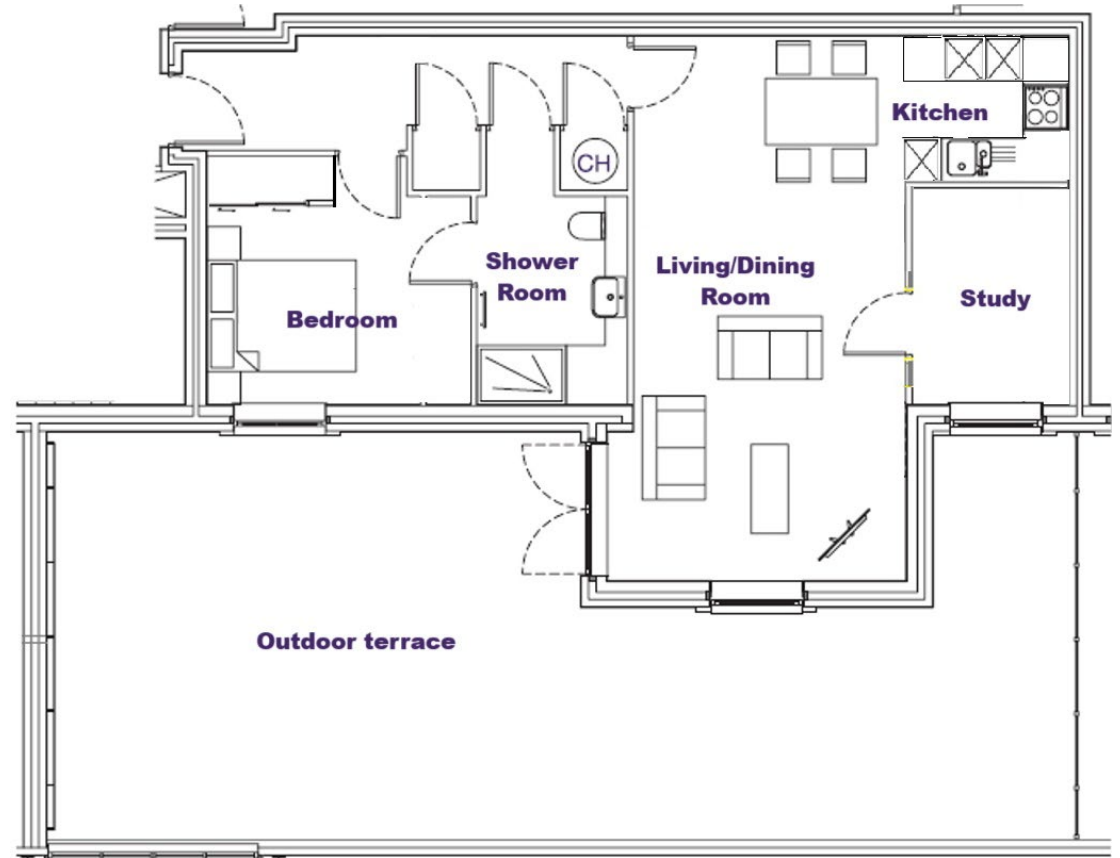 Kitchen
CH
Shower
Room
Living/Dining
Room
Study
Bedroom
Outdoor terrace